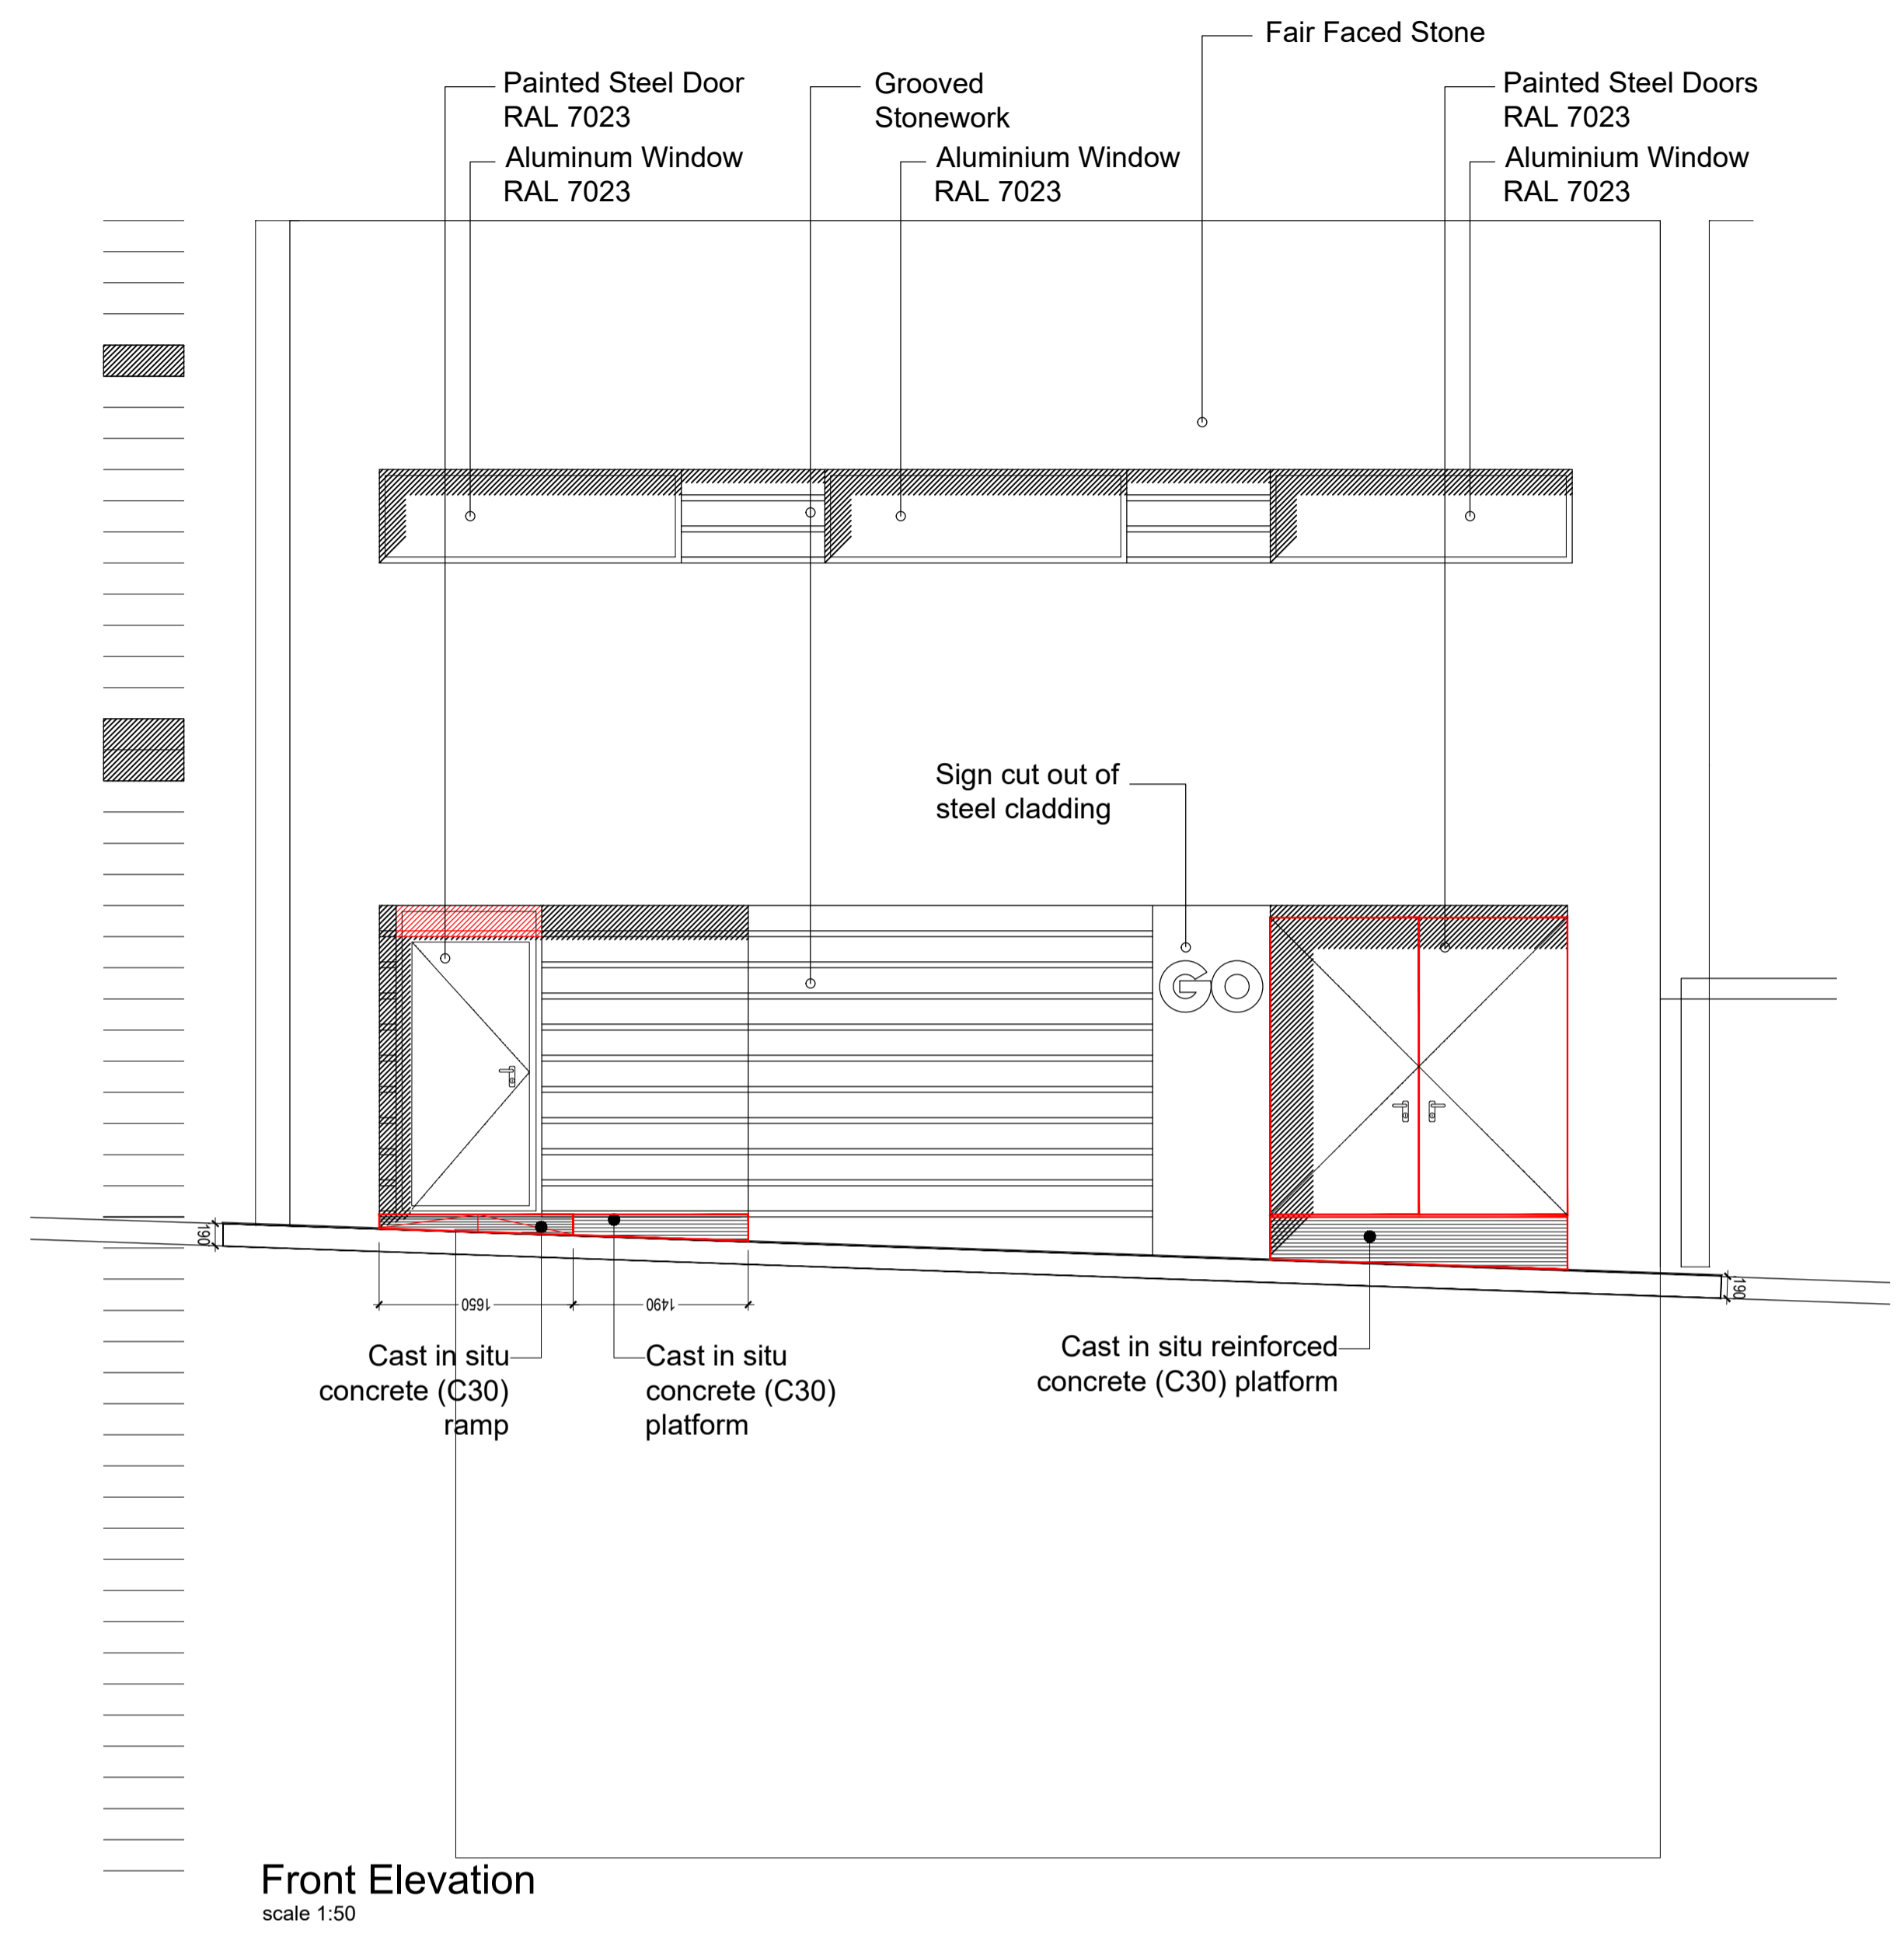 Fair Faced Stone
Painted Steel Door
RAL 7023
Grooved
Stonework
Painted Steel Doors
RAL 7023
Aluminum Window
RAL 7023
Aluminium Window
RAL 7023
Aluminium Window
RAL 7023
Sign cut out of
steel cladding
GO
190
190
1650
1490
Cast in situ
concrete (C30)
ramp
Cast in situ
concrete (C30)
platform
Cast in situ reinforced
concrete (C30) platform
Front Elevation
scale 1:50